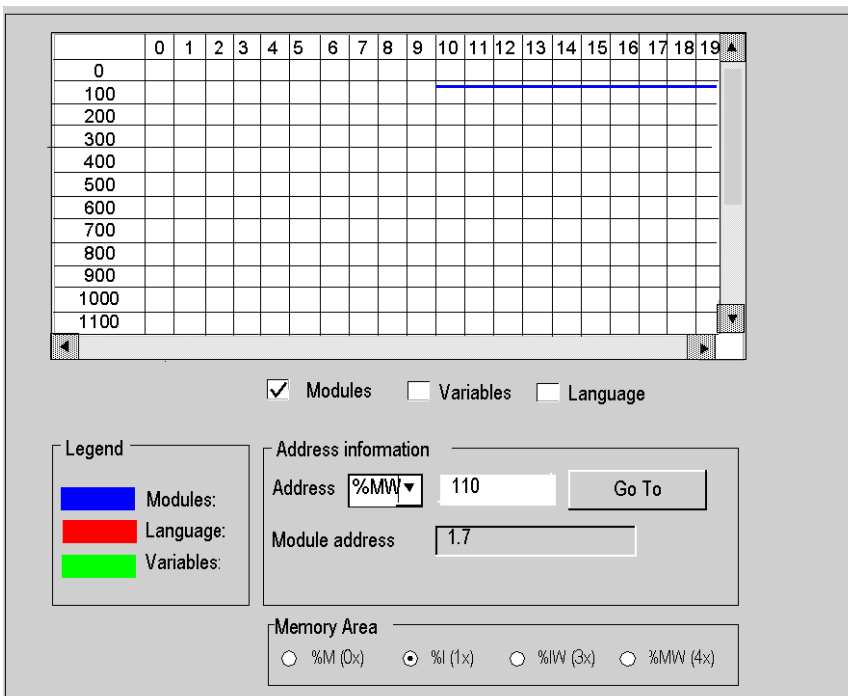 0 1 2 3 4 5 6 7 8 9 10 11 12 13 14 15 16 17 18 19
0
100
200
300
400
500
600
700
800
900
1000
1100
Modules Variables Language
Legend
Modules:
Language:
Variables:
Address information
Address %MW 110 Go To
Module address 1.7
Memory Area
%M (0x) %I (1x) %IW (3x) %MW (4x)